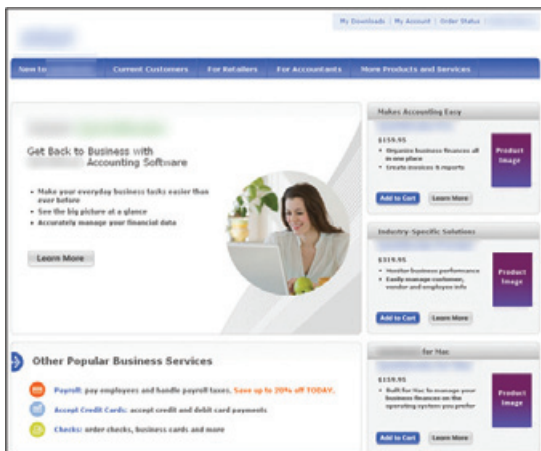 My Downloads | My Account | Order Status |
New to
Current Customers
For Retailers
For Accountants
More Products and Services
Get Back to Business with
Accounting Software
• Make your everyday business tasks easier than
ever before
• See the big picture at a glance
• Accurately manage your financial data
Learn More
Makes Accounting Easy
$159.95
• Organize business finances all
in one place
• Create invoices & reports
Product
Image
Add to Cart
Learn More
Industry-Specific Solutions
$319.95
• Monitor business performance
• Easily manage customer,
vendor and employee info
Product
Image
Add to Cart
Learn More
for Mac
$159.95
• Built for Mac to manage your
business finances on the
operating system you prefer
Product
Image
Add to Cart
Learn More
Other Popular Business Services
Payroll: pay employees and handle payroll taxes. Save up to 20% off TODAY.
Accept Credit Cards: accept credit and debit card payments
Checks: order checks, business cards and more